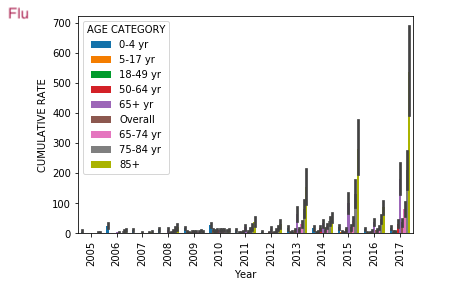 Flu
700
600
500
400
300
200
100
0
CUMULATIVE RATE
AGE CATEGORY
0-4 yr
5-17 yr
18-49 yr
50-64 yr
65+ yr
Overall
65-74 yr
75-84 yr
85+
2005
2006
2007
2008
2009
2010
2011
2012
2013
2014
2015
2016
2017
Year